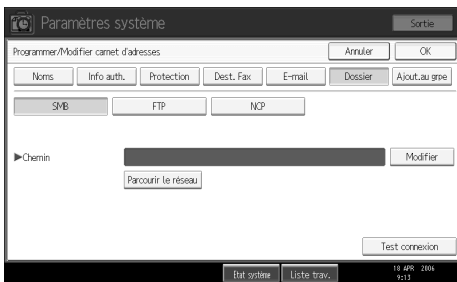 Paramètres système
Sortie
Programmer/Modifier carnet d'adresses
Annuler
OK
Noms
Info auth.
Protection
Dest. Fax
E-mail
Dossier
Ajout.au grpe
SMB
FTP
NCP
►Chemin
Modifier
Parcourir le réseau
Test connexion
Etat système
Liste trav.
18 APR 2006
9:13